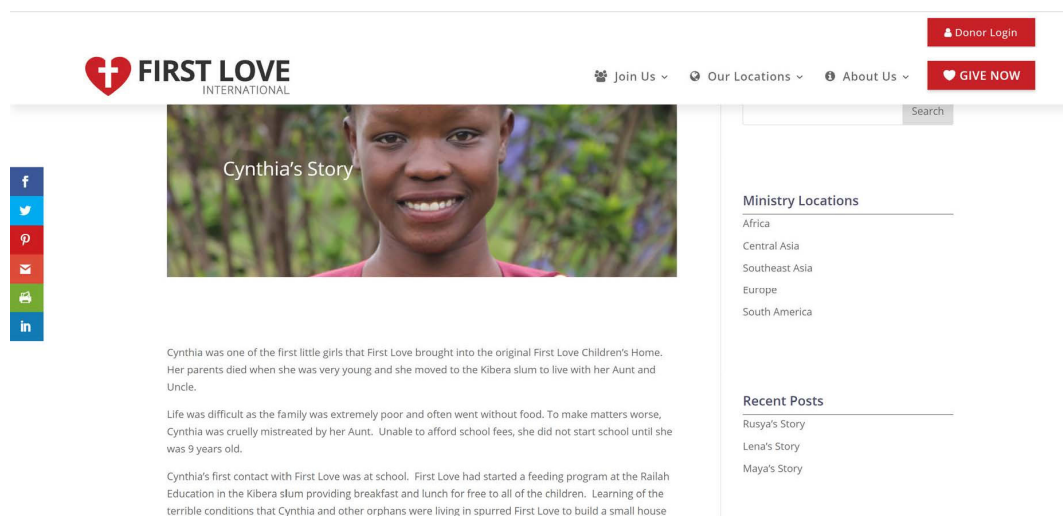 Donor Login
FIRST LOVE
INTERNATIONAL
Join Us
Our Locations
About Us
GIVE NOW
Search
Cynthia's Story
Ministry Locations
Africa
Central Asia
Southeast Asia
Europe
South America
Cynthia was one of the first little girls that First Love brought into the original First Love Children's Home.
Her parents died when she was very young and she moved to the Kibera slum to live with her Aunt and
Uncle.
Life was difficult as the family was extremely poor and often went without food. To make matters worse,
Cynthia was cruelly mistreated by her Aunt.  Unable to afford school fees, she did not start school until she
was 9 years old.
Cynthia's first contact with First Love was at school.  First Love had started a feeding program at the Railah
Education in the Kibera slum providing breakfast and lunch for free to all of the children.  Learning of the
terrible conditions that Cynthia and other orphans were living in spurred First Love to build a small house
Recent Posts
Rusya's Story
Lena's Story
Maya's Story